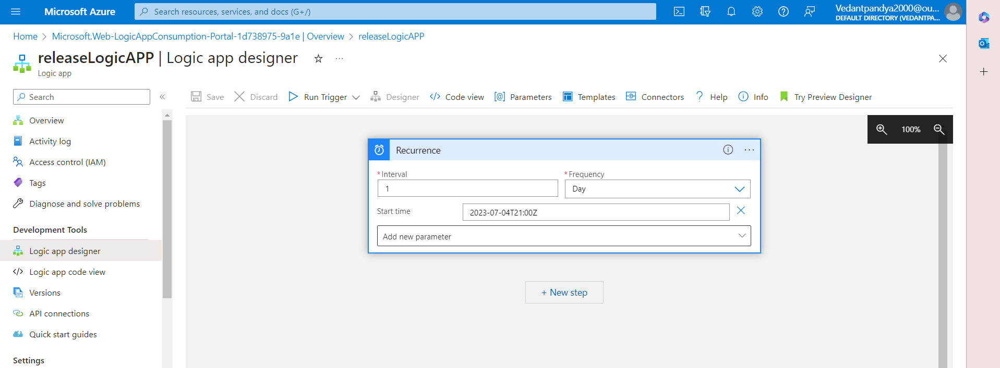 Microsoft Azure
Search resources, services, and docs (G+/)
Vedantpandya2000@ou...
DEFAULT DIRECTORY (VEDANTPA...
Home > Microsoft.Web-LogicAppConsumption-Portal-1d738975-9a1e | Overview > releaseLogicAPP
releaseLogicAPP | Logic app designer
...
Logic app
Search
«
Save
Discard
Run Trigger
Designer
Code view
Parameters
Templates
Connectors
Help
Info
Try Preview Designer
Overview
Activity log
Access control (IAM)
Tags
Diagnose and solve problems
Development Tools
Logic app designer
Logic app code view
Versions
API connections
Quick start guides
Settings
100%
Recurrence
...
*Interval
1
*Frequency
Day
Start time
2023-07-04T21:00Z
Add new parameter
+ New step